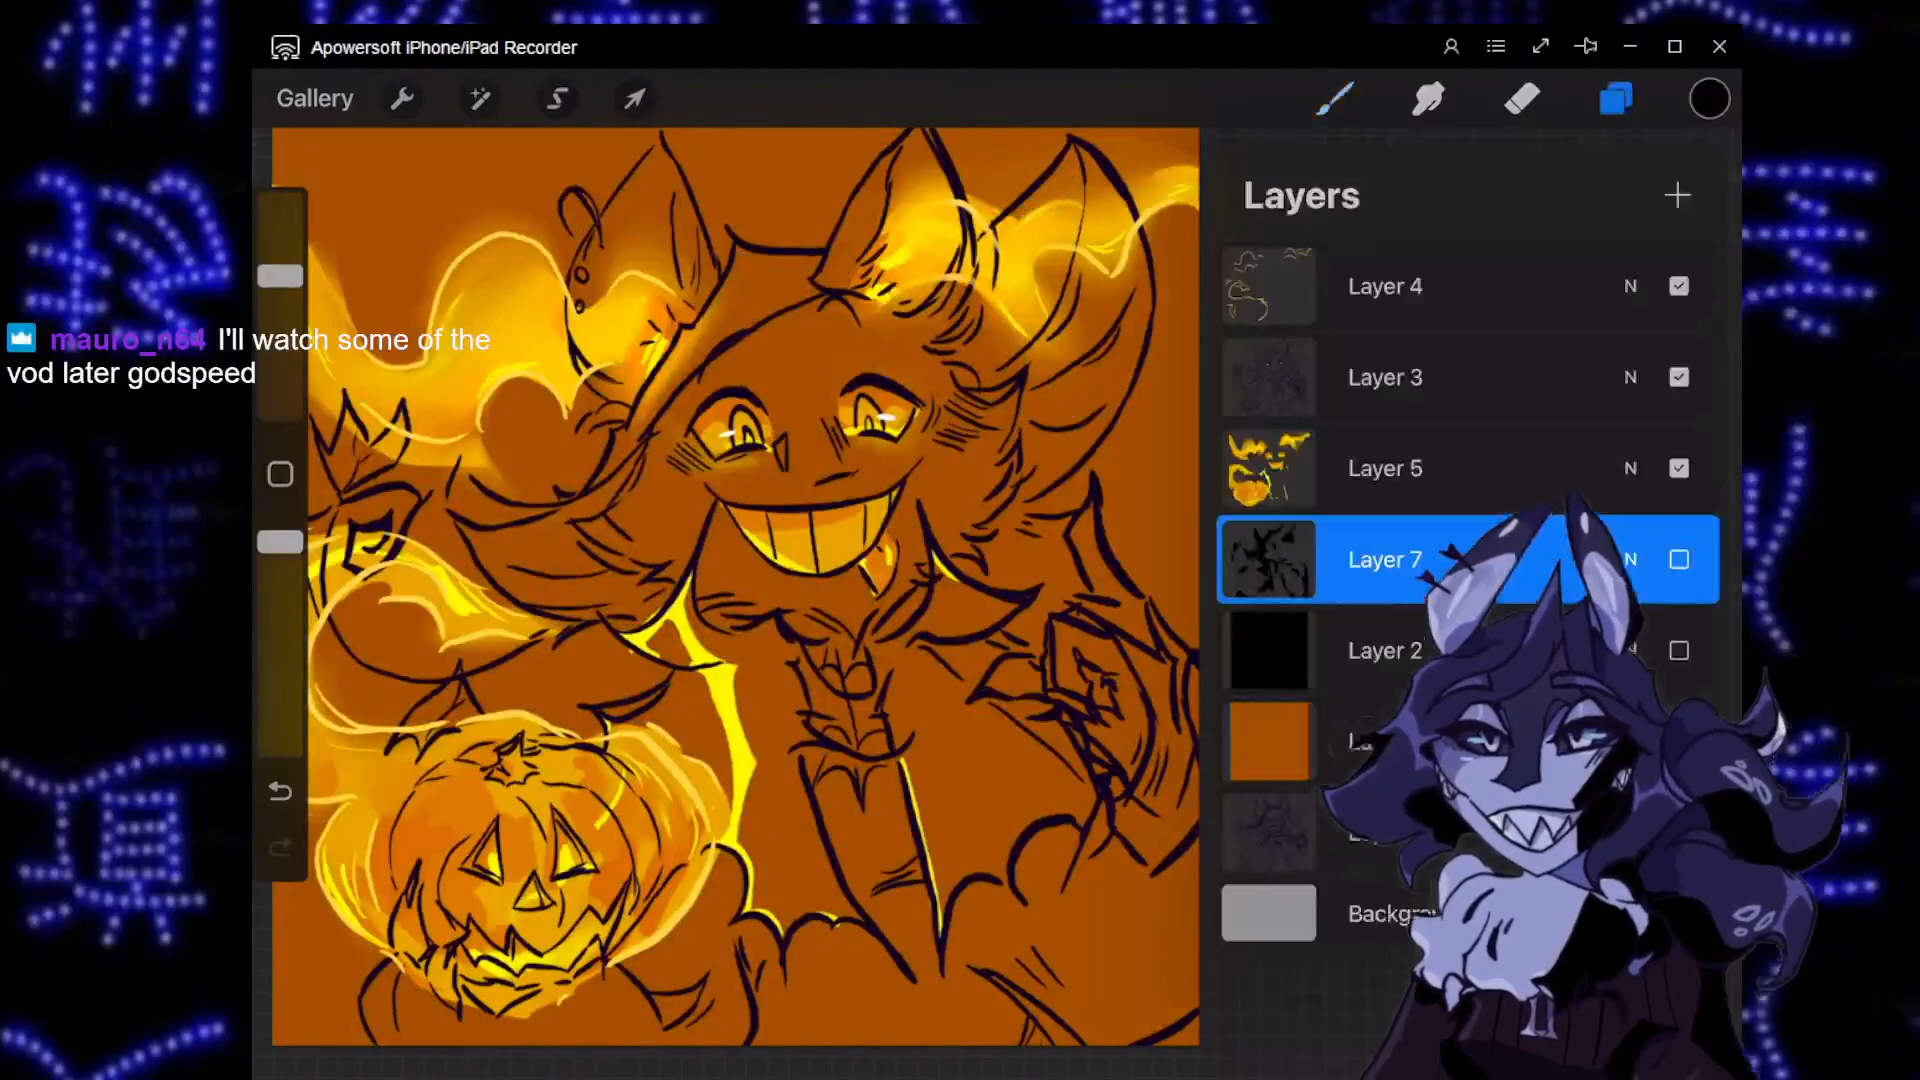 Apowersoft iPhone/iPad Recorder
Gallery
Layers
Layer 4 N
Layer 3 N
mauro_n64 I'll watch some of the
vod later godspeed
Layer 5 N
Layer 7 N
Layer 2